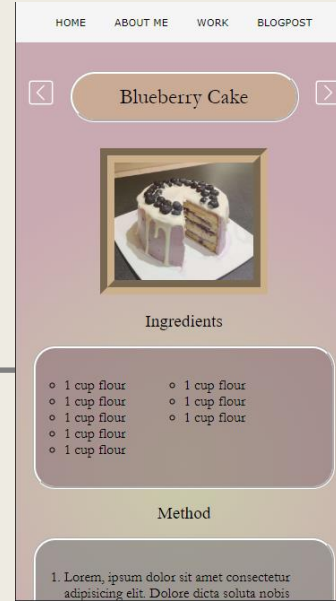 HOME ABOUT ME WORK BLOGPOST
Blueberry Cake
Ingredients
1 cup flour
1 cup flour
1 cup flour
1 cup flour
1 cup flour
1 cup flour
1 cup flour
1 cup flour
Method
1. Lorem, ipsum dolor sit amet consectetur
adipisicing elit. Dolore dicta soluta nobis